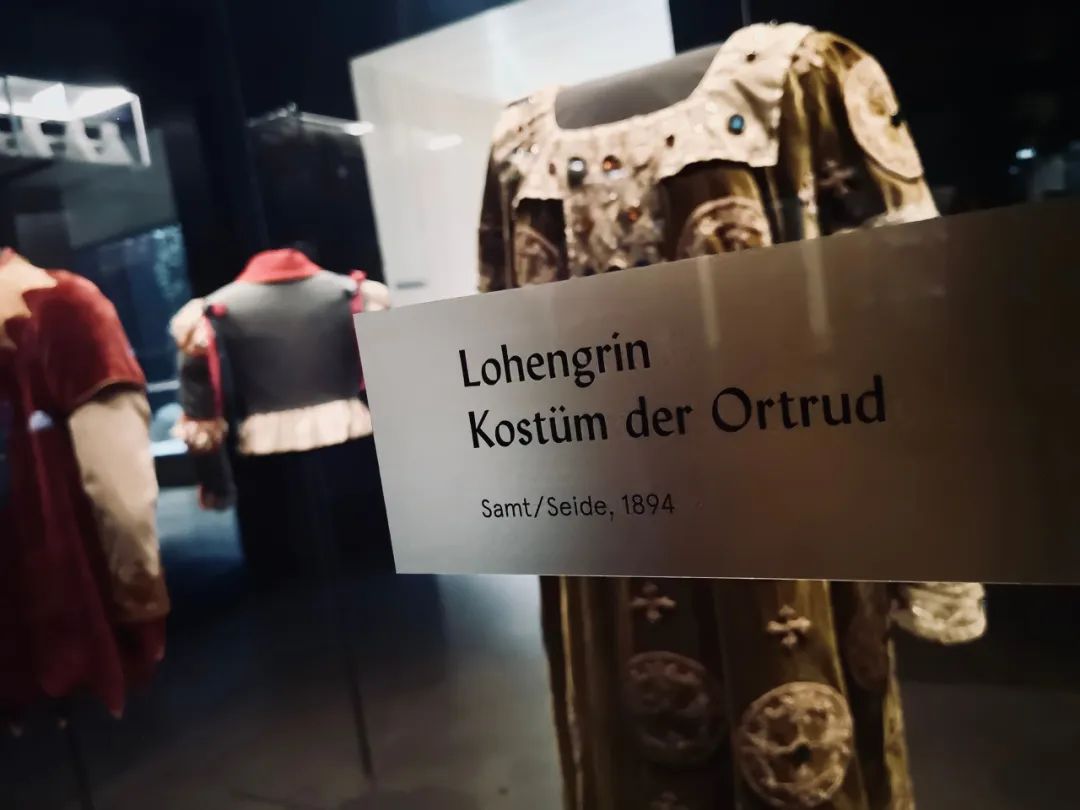 Lohengrin
Kostüm der Ortrud
Samt/Seide, 1894